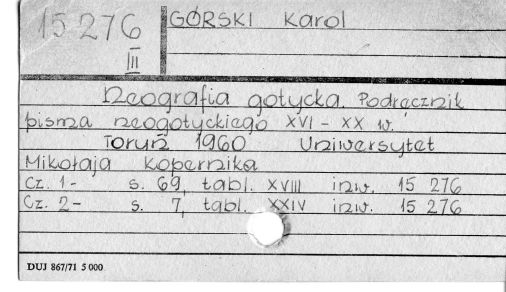 15 276
III
GÓRSKI Karol
Neografia gotycka. Podręcznik
pisma neogotyckiego XVI - XX w.
Toruń 1960 Uniwersytet
Mikołaja Kopernika
Cz. 1- s. 69, tabl. XVIII inw. 15 276
Cz. 2- s. 7, tabl. XXIV inw. 15 276
DUJ 867/71 5 000